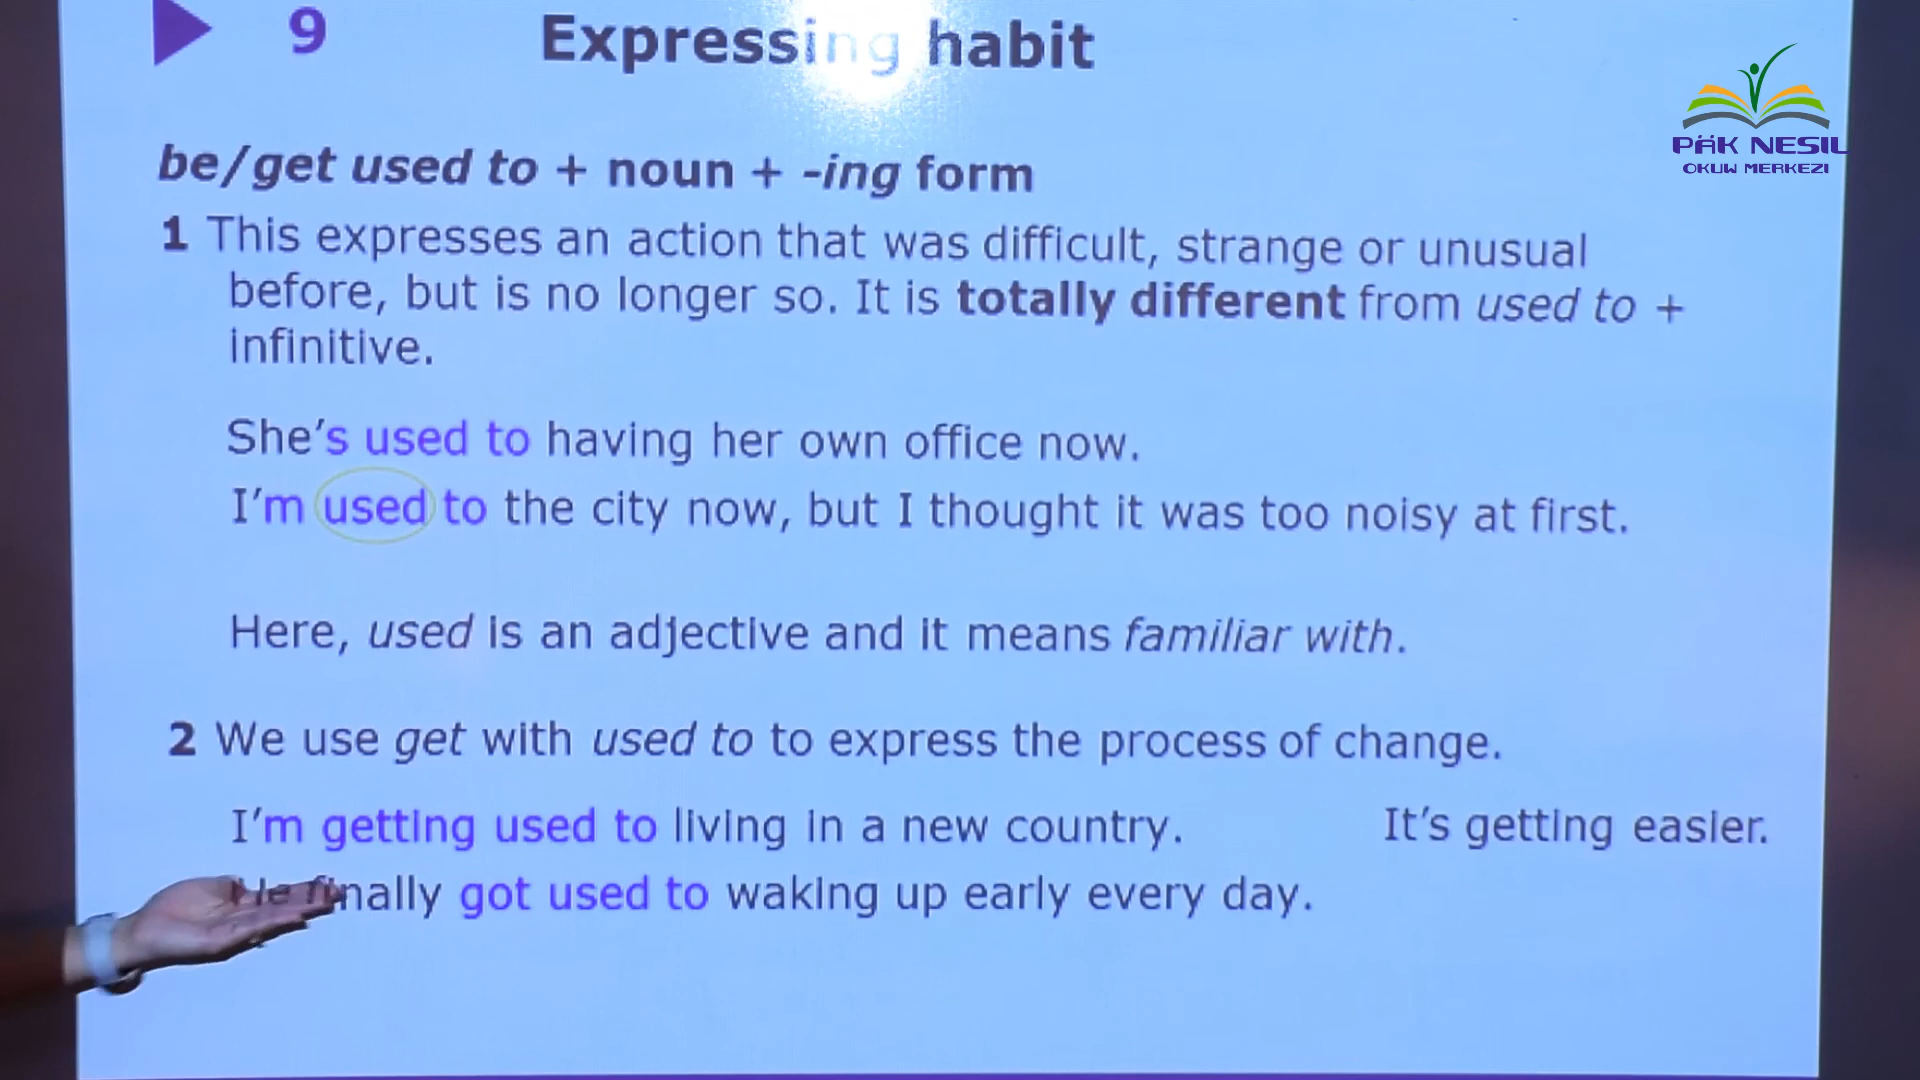 9 Expressing habit
PÄK NESIL
OKUW MERKEZI
be/get used to + noun + -ing form
1 This expresses an action that was difficult, strange or unusual
before, but is no longer so. It is totally different from used to +
infinitive.
She's used to having her own office now.
I'm used to the city now, but I thought it was too noisy at first.
Here, used is an adjective and it means familiar with.
2 We use get with used to to express the process of change.
I'm getting used to living in a new country. It's getting easier.
He finally got used to waking up early every day.